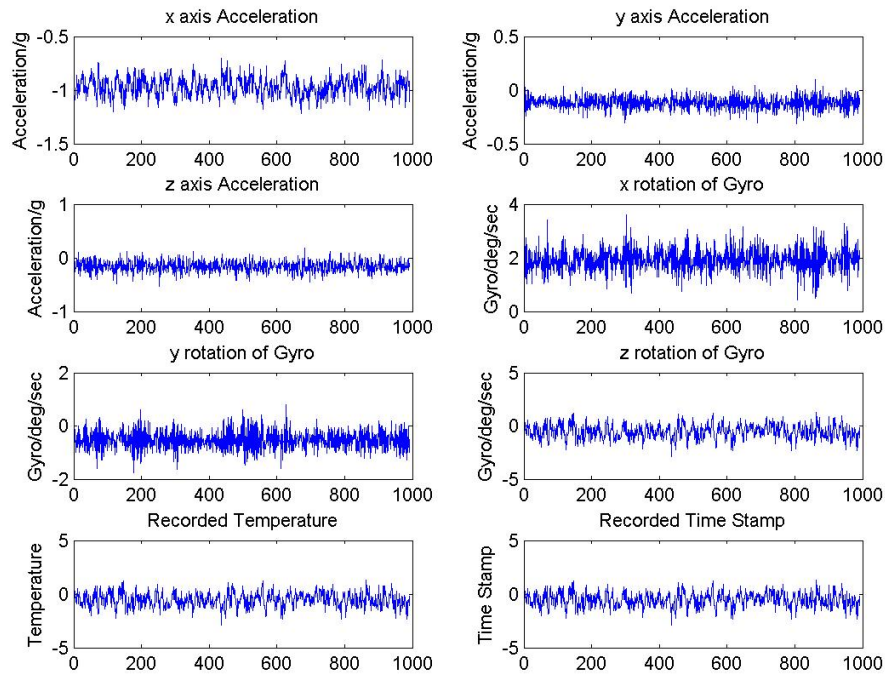 x axis Acceleration
y axis Acceleration
Acceleration/g
-0.5
-1
-1.5
0 200 400 600 800 1000
Acceleration/g
0.5
0
-0.5
0 200 400 600 800 1000
z axis Acceleration
x rotation of Gyro
Acceleration/g
1
0
-1
0 200 400 600 800 1000
Gyro/deg/sec
4
2
0
0 200 400 600 800 1000
y rotation of Gyro
z rotation of Gyro
Gyro/deg/sec
2
0
-2
0 200 400 600 800 1000
Gyro/deg/sec
5
0
-5
0 200 400 600 800 1000
Recorded Temperature
Recorded Time Stamp
Temperature
5
0
-5
0 200 400 600 800 1000
Time Stamp
5
0
-5
0 200 400 600 800 1000